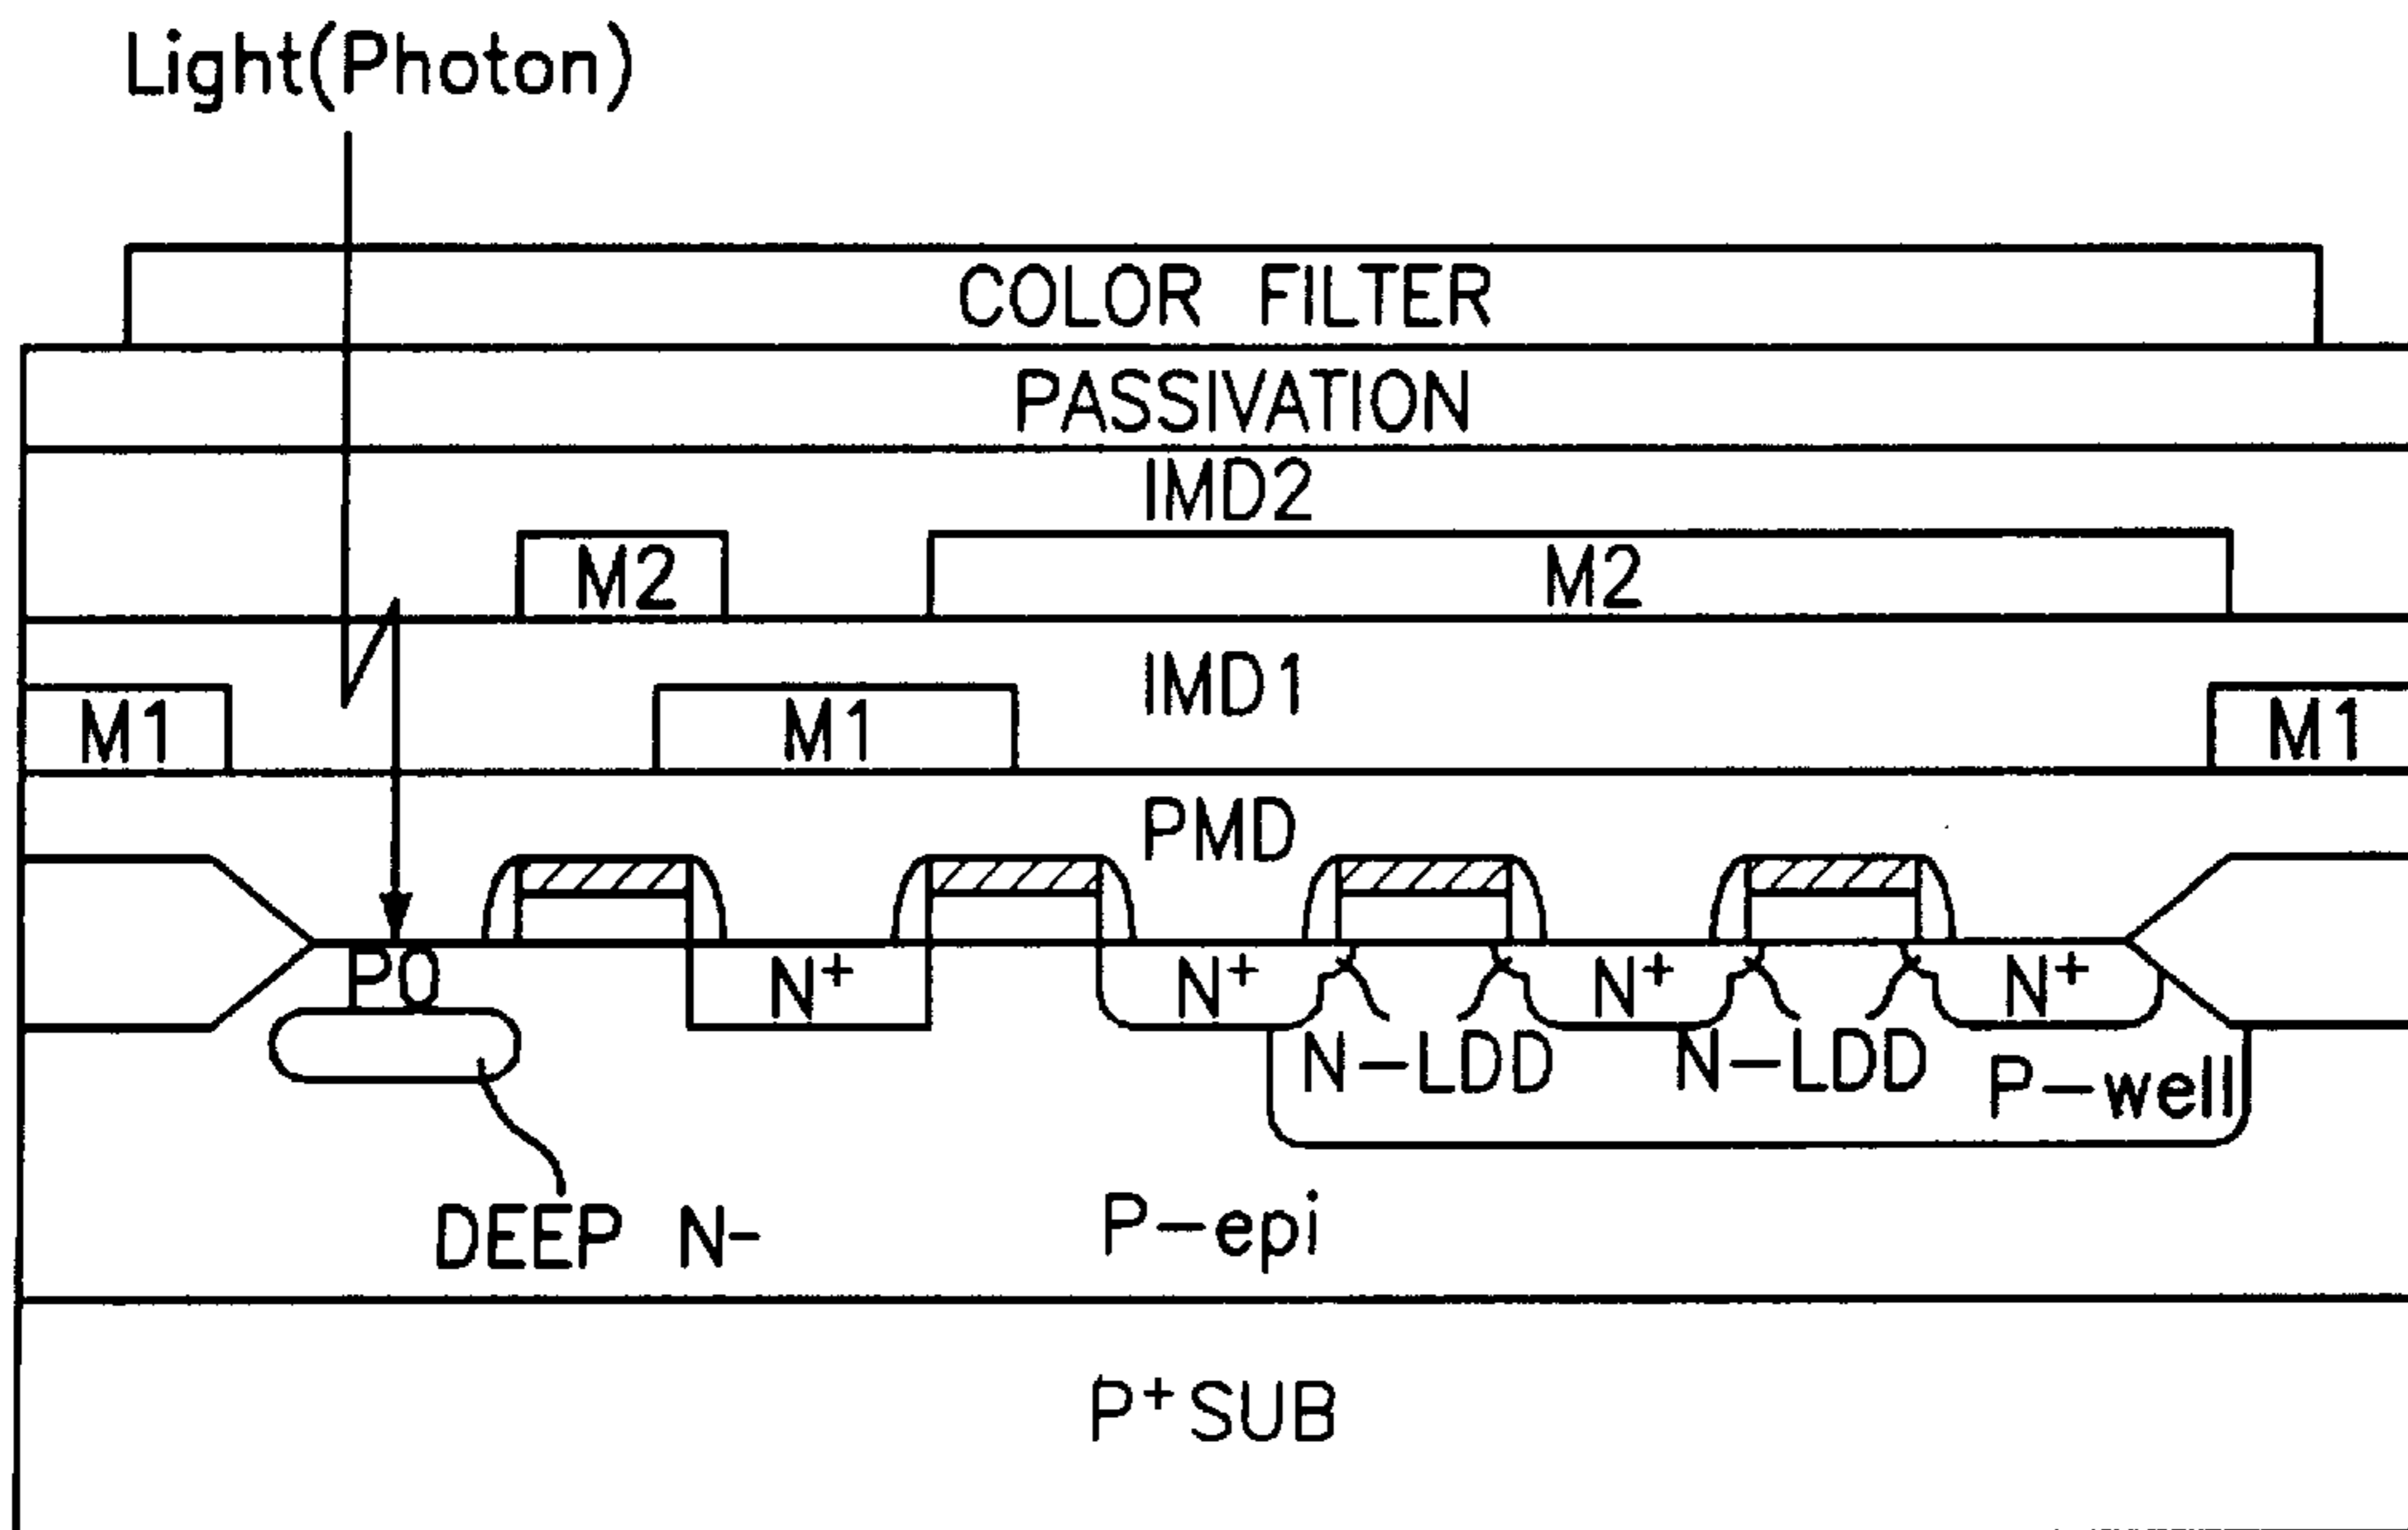 Light(Photon)
COLOR FILTER
PASSIVATION
IMD2
M2 M2
IMD1
M1 M1 M1
PMD
PO N+ N+ N+ N+
N-LDD N-LDD P-well
DEEP N- P-epi
P+ SUB